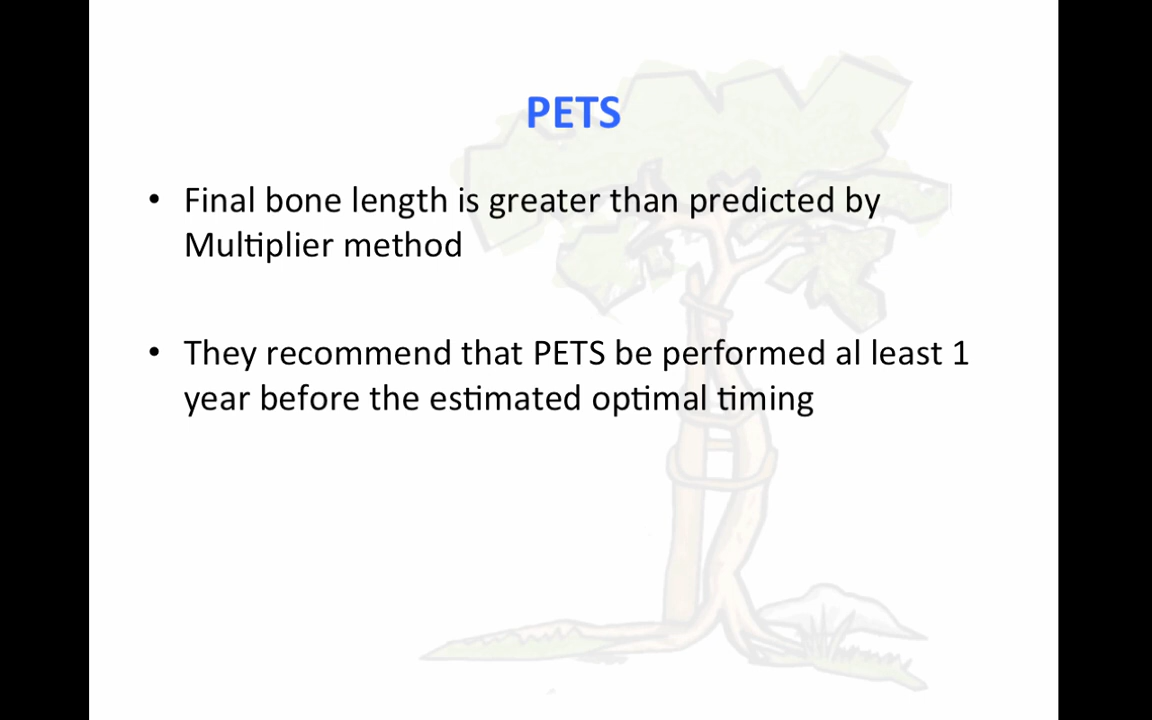 PETS
• Final bone length is greater than predicted by
Multiplier method
• They recommend that PETS be performed al least 1
year before the estimated optimal timing